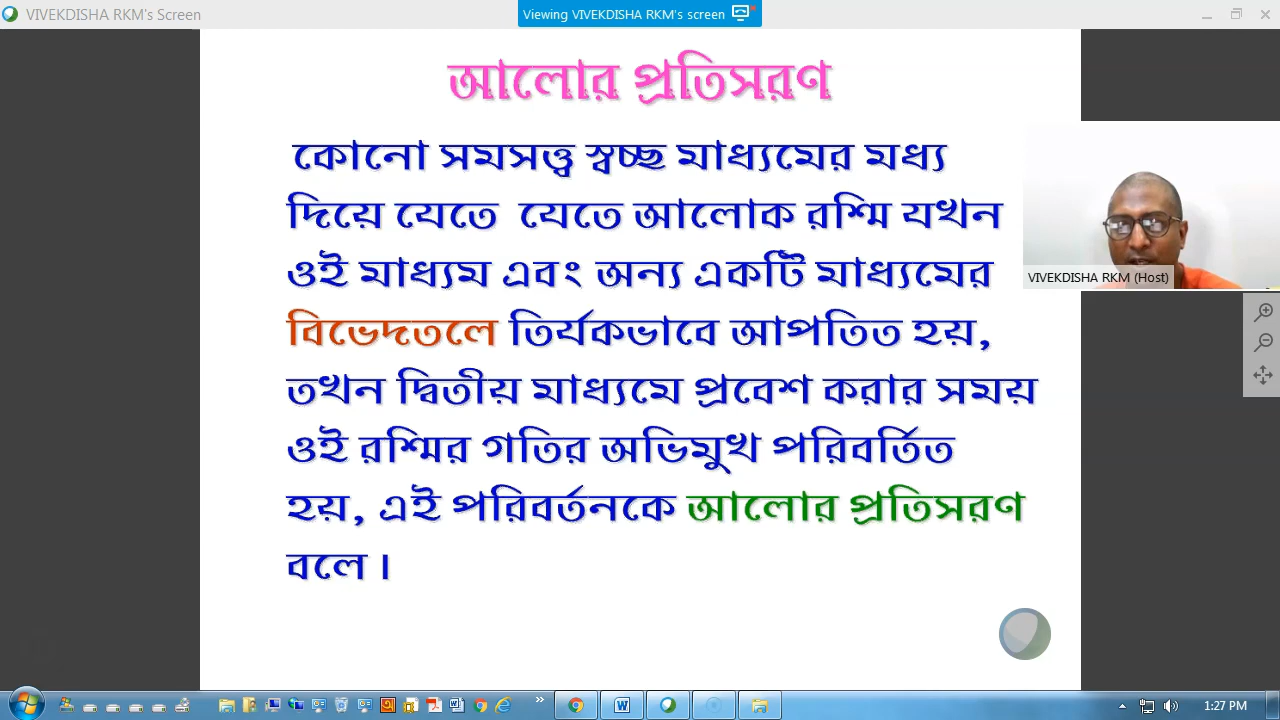 VIVEKDISHA RKM's Screen
Viewing VIVEKDISHA RKM's screen
আলোর প্রতিসরণ
কোনো সমসত্ত্ব স্বচ্ছ মাধ্যমের মধ্য
দিয়ে যেতে যেতে আলোক রশ্মি যখন
ওই মাধ্যম এবং অন্য একটি মাধ্যমের
বিভেদতলে তির্যকভাবে আপতিত হয়,
তখন দ্বিতীয় মাধ্যমে প্রবেশ করার সময়
ওই রশ্মির গতির অভিমুখ পরিবর্তিত
হয়, এই পরিবর্তনকে আলোর প্রতিসরণ
বলে ।
VIVEKDISHA RKM (Host)
1:27 PM